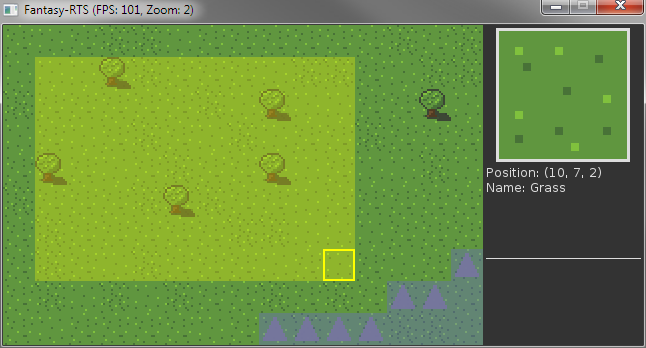 Fantasy-RTS (FPS: 101, Zoom: 2)
Position: (10, 7, 2)
Name: Grass